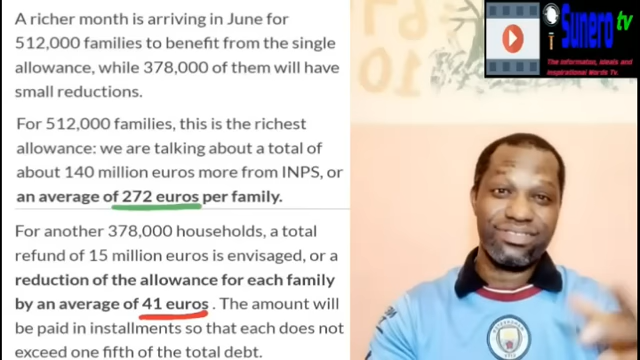 A richer month is arriving in June for
512,000 families to benefit from the single
allowance, while 378,000 of them will have
small reductions.
For 512,000 families, this is the richest
allowance: we are talking about a total of
about 140 million euros more from INPS, or
an average of 272 euros per family.
For another 378,000 households, a total
refund of 15 million euros is envisaged, or a
reduction of the allowance for each family
by an average of 41 euros . The amount will
be paid in installments so that each does not
exceed one fifth of the total debt.
Sunero tv
The Information, Ideals and
Inspirational Words Tv.